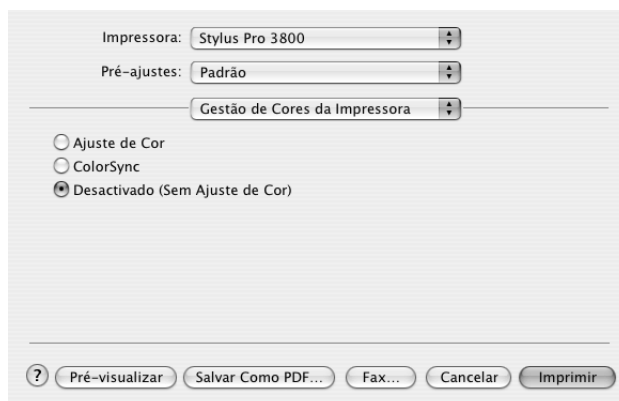 Impressora: Stylus Pro 3800
Pré-ajustes: Padrão
Gestão de Cores da Impressora
Ajuste de Cor
ColorSync
Desactivado (Sem Ajuste de Cor)
? Pré-visualizar Salvar Como PDF... Fax... Cancelar Imprimir